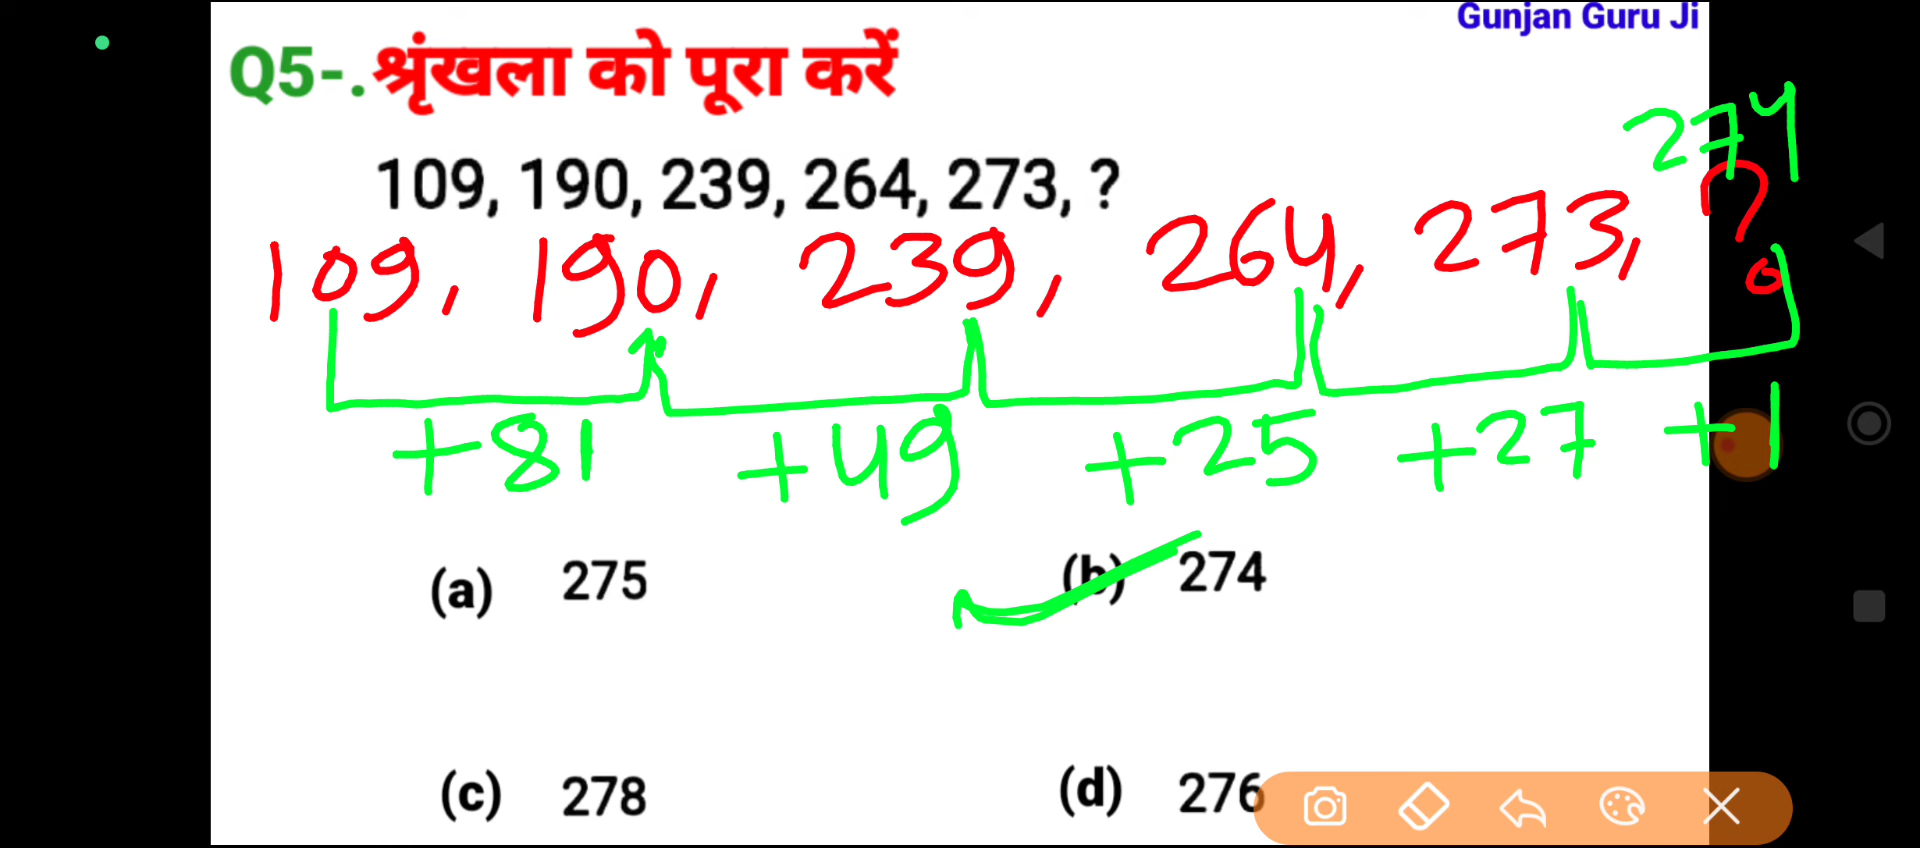 Gunjan Guru Ji
Q5-. श्रृंखला को पूरा करें
274
109, 190, 239, 264, 273, ?
109, 190, 239, 264, 273, ?
+81 +49 +25 +27 +1
(a) 275 (b) 274
(c) 278 (d) 276